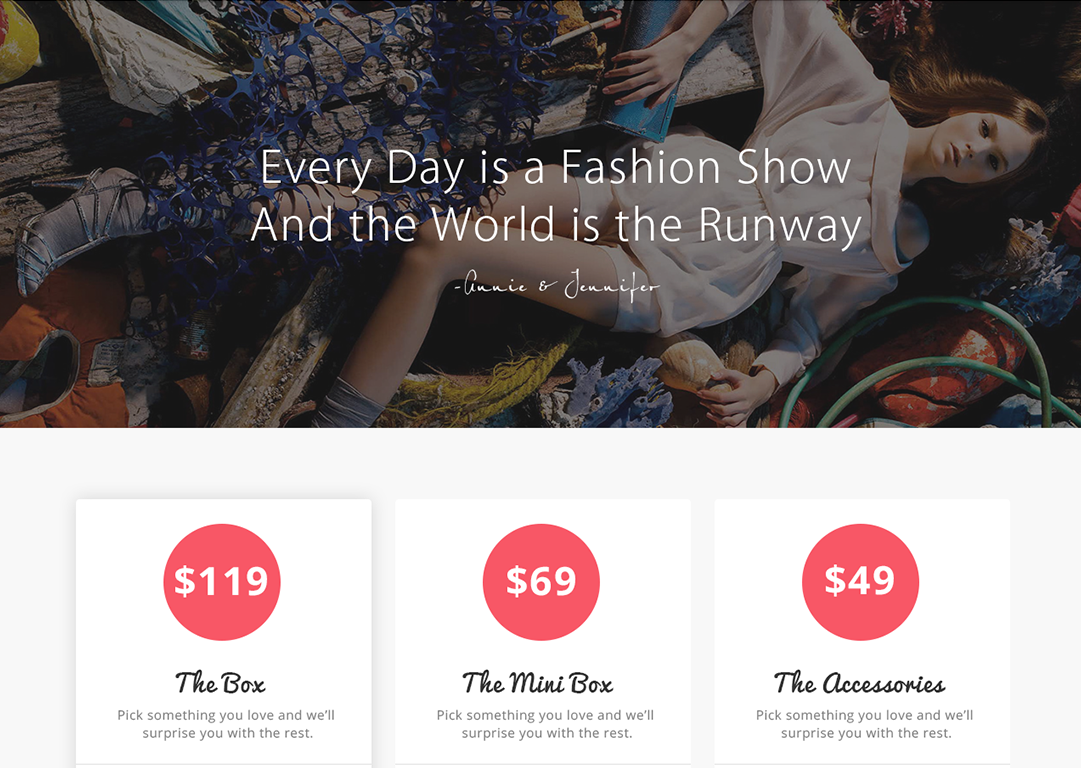 Every Day is a Fashion Show
And the World is the Runway
-Annie & Jennifer
$119
The Box
Pick something you love and we’ll
surprise you with the rest.
$69
The Mini Box
Pick something you love and we’ll
surprise you with the rest.
$49
The Accessories
Pick something you love and we’ll
surprise you with the rest.